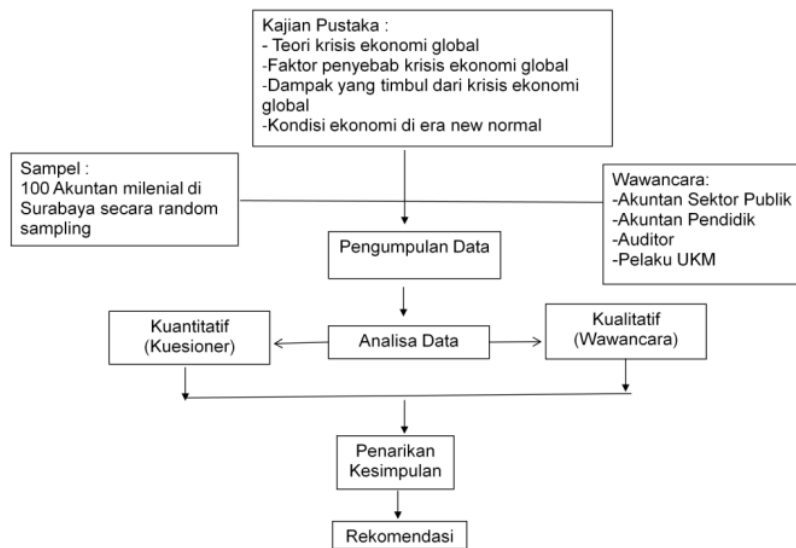 Kajian Pustaka :
- Teori krisis ekonomi global
-Faktor penyebab krisis ekonomi global
-Dampak yang timbul dari krisis ekonomi
global
-Kondisi ekonomi di era new normal
Sampel :
100 Akuntan milenial di
Surabaya secara random
sampling
Wawancara:
-Akuntan Sektor Publik
-Akuntan Pendidik
-Auditor
-Pelaku UKM
Pengumpulan Data
Kuantitatif
(Kuesioner)
Analisa Data
Kualitatif
(Wawancara)
Penarikan
Kesimpulan
Rekomendasi